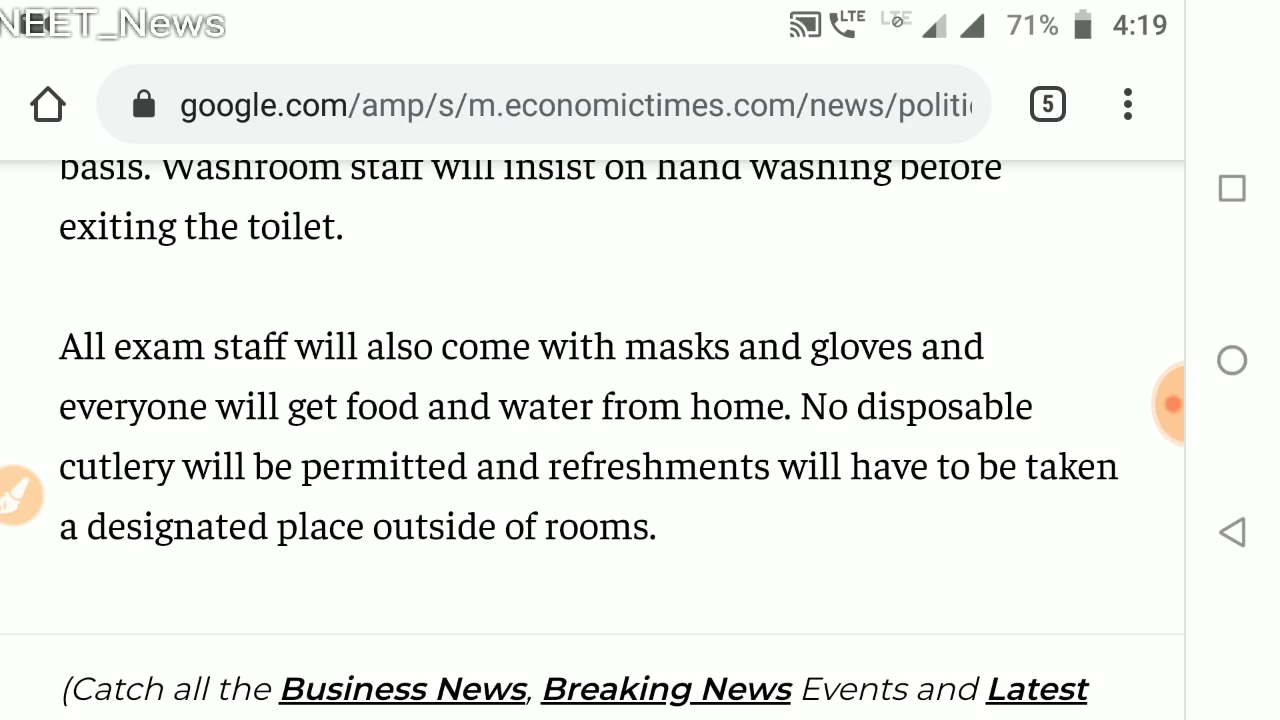 NEET_News
LTE LTE 71% 4:19
google.com/amp/s/m.economictimes.com/news/politi
5
basis. Washroom staff will insist on hand washing before
exiting the toilet.
All exam staff will also come with masks and gloves and
everyone will get food and water from home. No disposable
cutlery will be permitted and refreshments will have to be taken
a designated place outside of rooms.
(Catch all the Business News, Breaking News Events and Latest